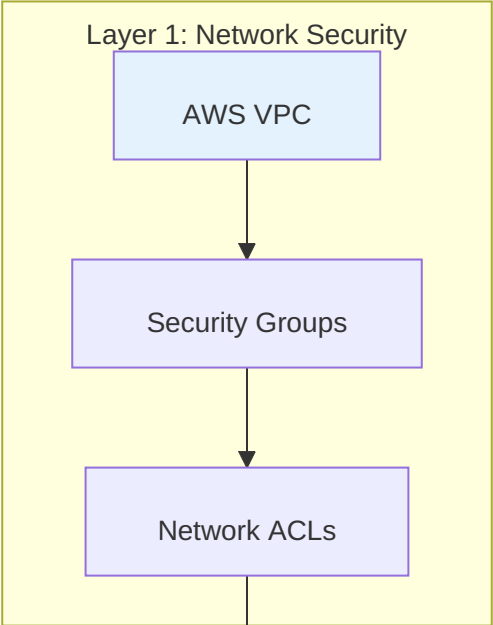 Layer 1: Network Security
AWS VPC
Security Groups
Network ACLs